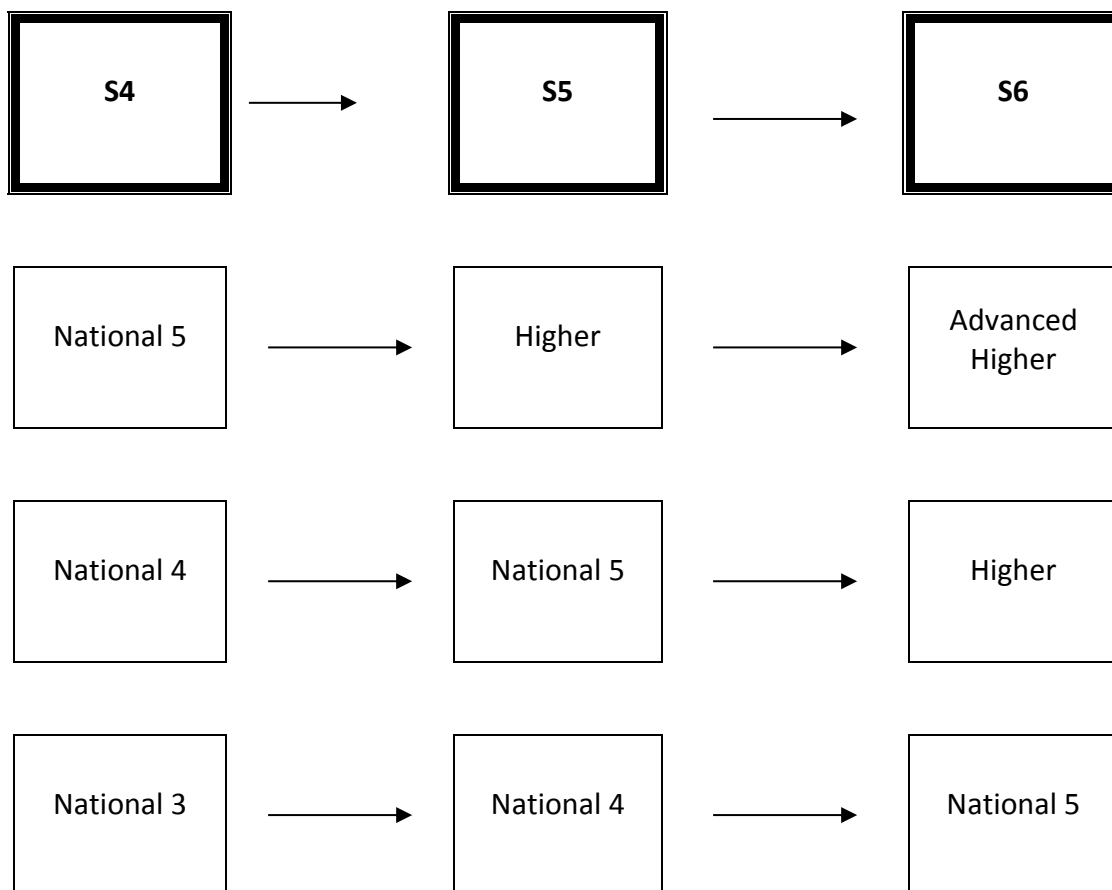 S4
S5
S6
National 5
Higher
Advanced
Higher
National 4
National 5
Higher
National 3
National 4
National 5